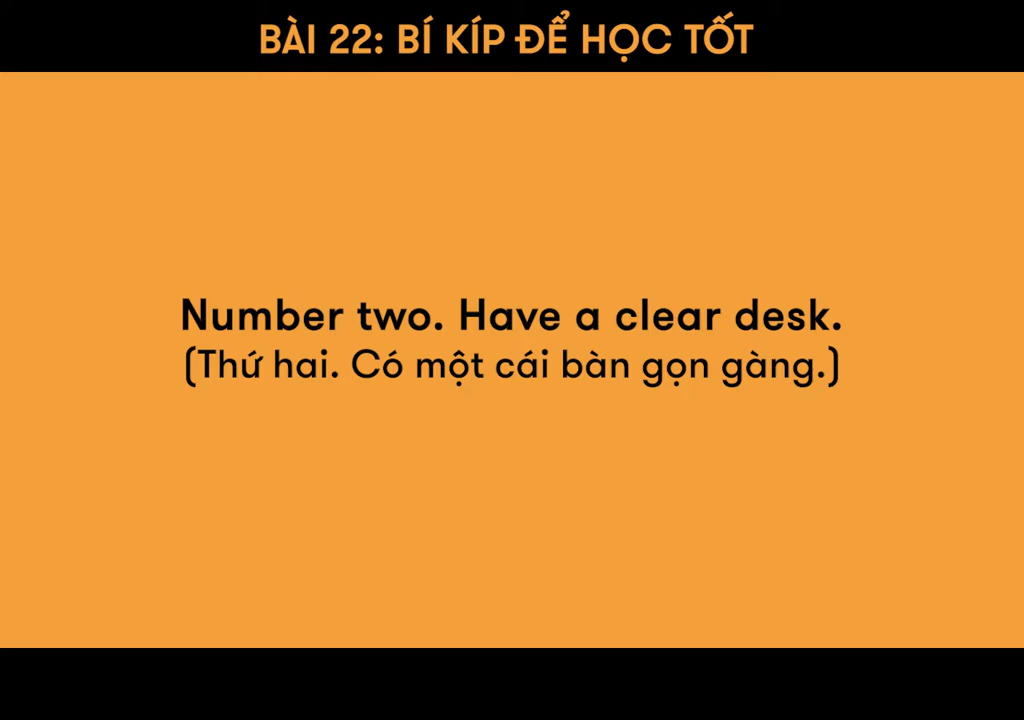 BÀI 22: BÍ KÍP ĐỂ HỌC TỐT
Number two. Have a clear desk.
(Thứ hai. Có một cái bàn gọn gàng.)